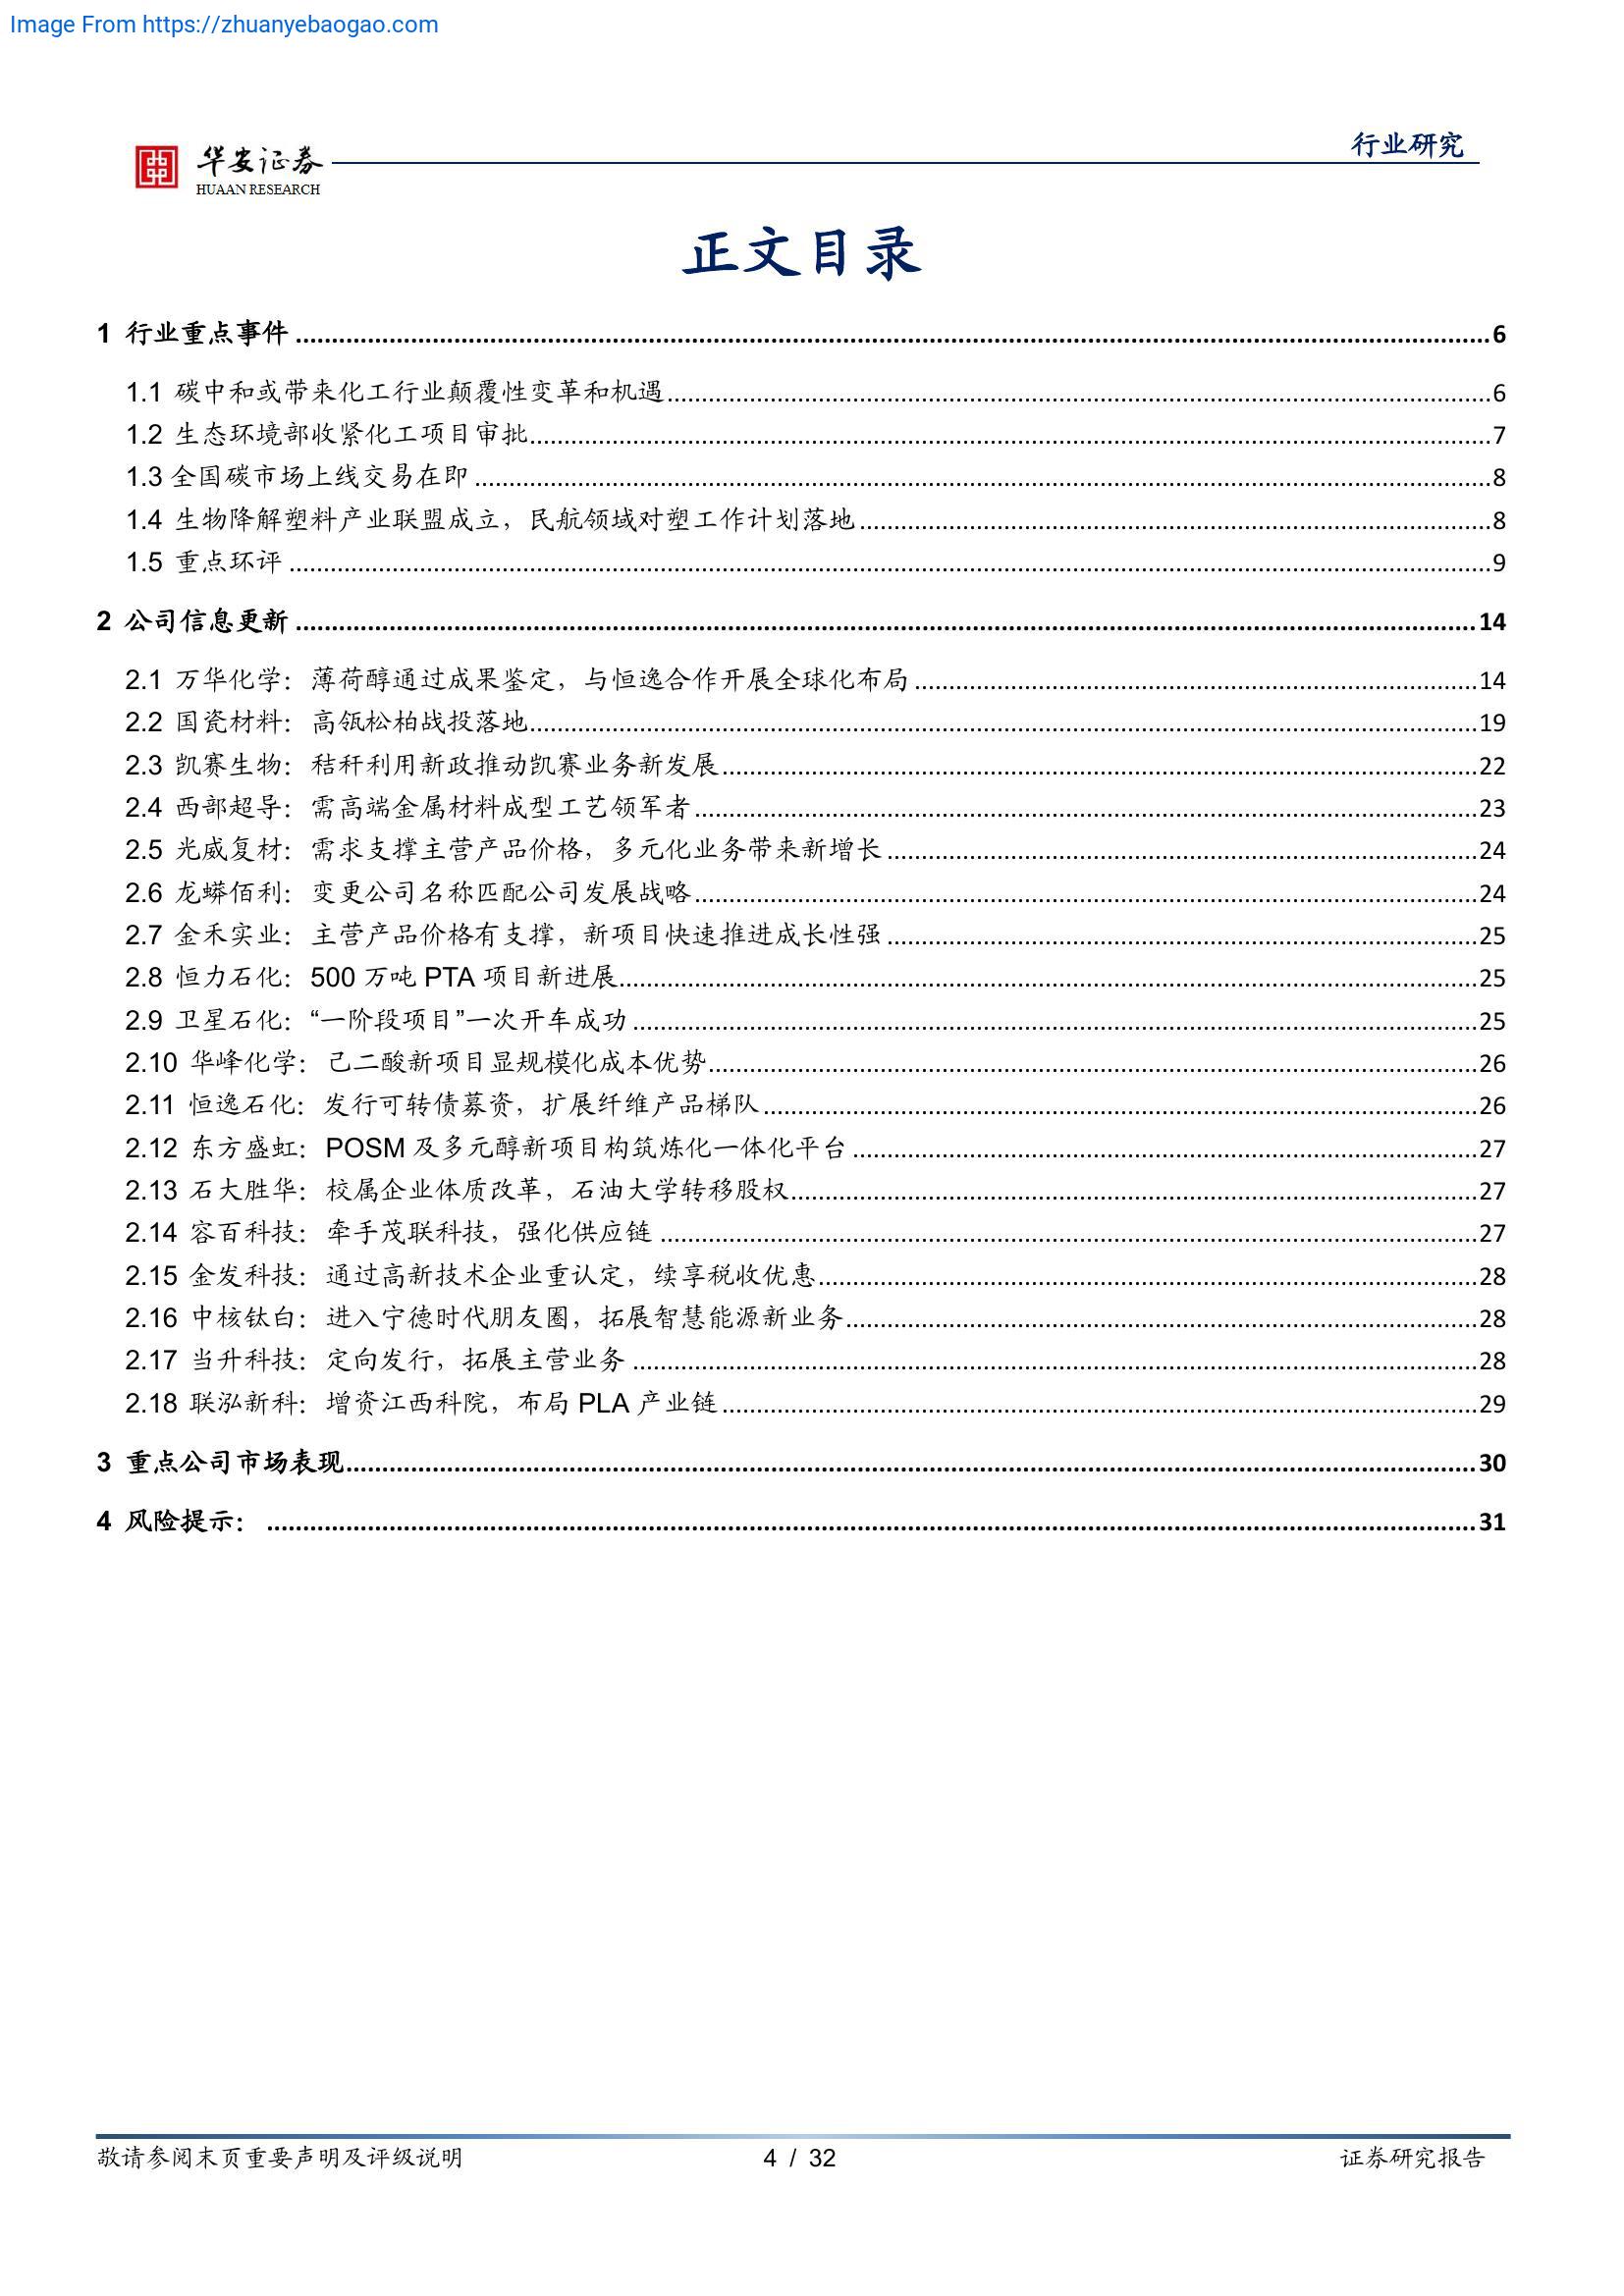 Image From https://zhuanyebaogao.com
华安证券
HUAAN RESEARCH
行业研究
正文目录
1 行业重点事件 ........ 6
1.1 碳中和或带来化工行业颠覆性变革和机遇 ........ 6
1.2 生态环境部收紧化工项目审批 ........ 7
1.3 全国碳市场上线交易在即 ........ 8
1.4 生物降解塑料产业联盟成立，民航领域对塑工作计划落地 ........ 8
1.5 重点环评 ........ 9
2 公司信息更新 ........ 14
2.1 万华化学：薄荷醇通过成果鉴定，与恒逸合作开展全球化布局 ........ 14
2.2 国瓷材料：高瓴松柏战投落地 ........ 19
2.3 凯赛生物：秸秆利用新政推动凯赛业务新发展 ........ 22
2.4 西部超导：需高端金属材料成型工艺领军者 ........ 23
2.5 光威复材：需求支撑主营产品价格，多元化业务带来新增长 ........ 24
2.6 龙蟒佰利：变更公司名称匹配公司发展战略 ........ 24
2.7 金禾实业：主营产品价格有支撑，新项目快速推进成长性强 ........ 25
2.8 恒力石化：500 万吨 PTA 项目新进展 ........ 25
2.9 卫星石化：“一阶段项目”一次开车成功 ........ 25
2.10 华峰化学：己二酸新项目显规模化成本优势 ........ 26
2.11 恒逸石化：发行可转债募资，扩展纤维产品梯队 ........ 26
2.12 东方盛虹：POSM 及多元醇新项目构筑炼化一体化平台 ........ 27
2.13 石大胜华：校属企业体质改革，石油大学转移股权 ........ 27
2.14 容百科技：牵手茂联科技，强化供应链 ........ 27
2.15 金发科技：通过高新技术企业重认定，续享税收优惠 ........ 28
2.16 中核钛白：进入宁德时代朋友圈，拓展智慧能源新业务 ........ 28
2.17 当升科技：定向发行，拓展主营业务 ........ 28
2.18 联泓新科：增资江西科院，布局 PLA 产业链 ........ 29
3 重点公司市场表现 ........ 30
4 风险提示： ........ 31
敬请参阅末页重要声明及评级说明 4 / 32 证券研究报告